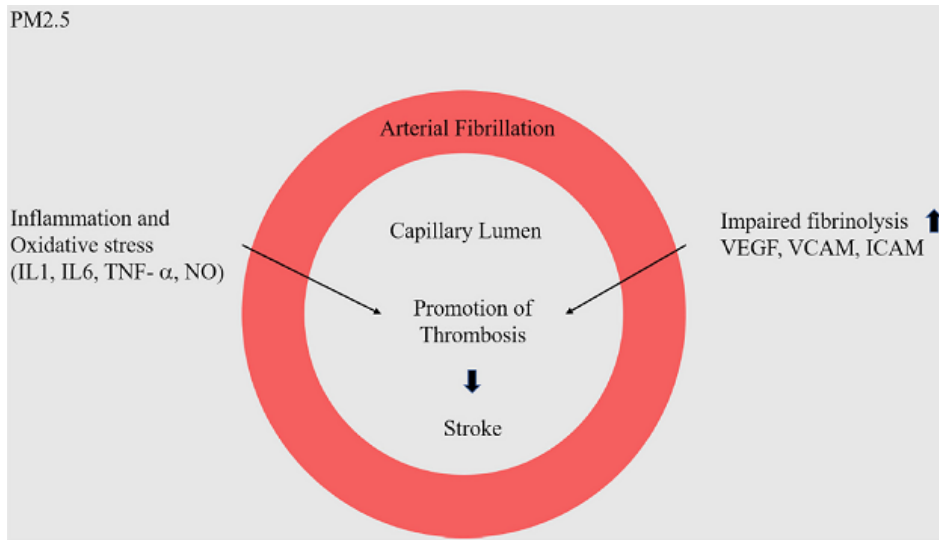 PM2.5
Arterial Fibrillation
Inflammation and
Oxidative stress
(IL1, IL6, TNF- α, NO)
Capillary Lumen
Impaired fibrinolysis
VEGF, VCAM, ICAM
Promotion of
Thrombosis
Stroke